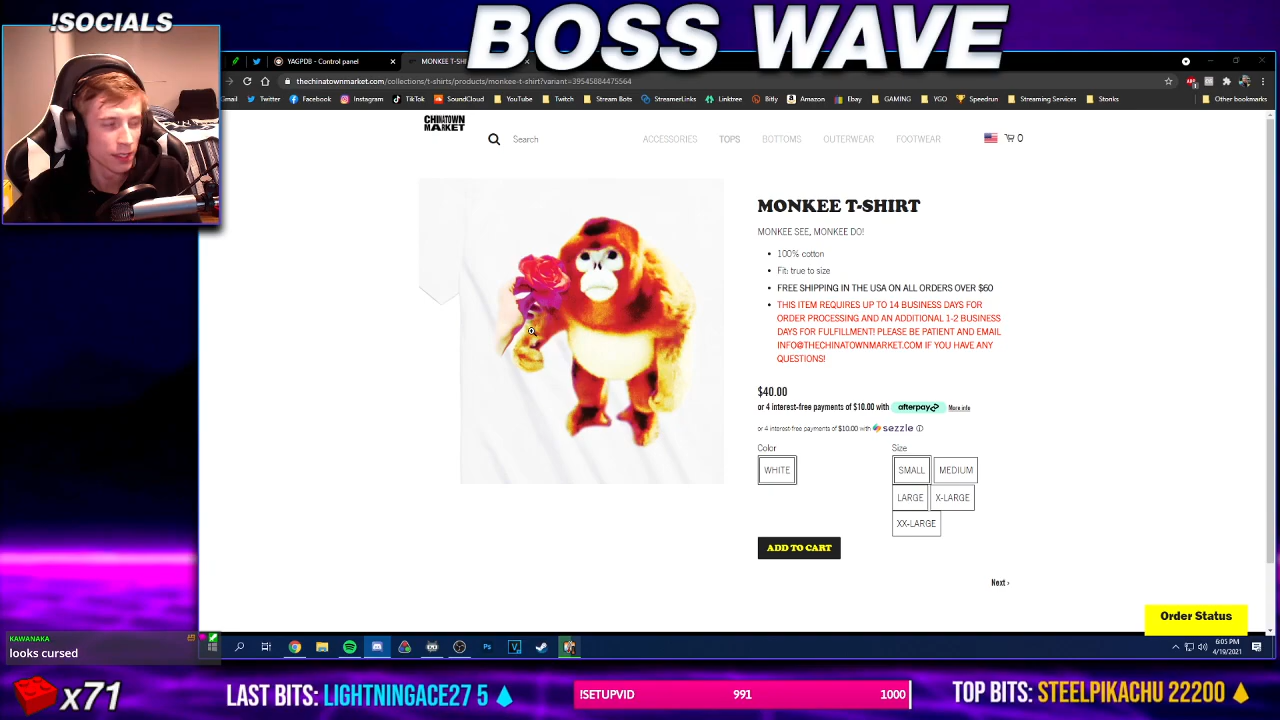 !SOCIALS
BOSS WAVE
YAGPDB - Control panel
MONKEE T-SHI
thechinatownmarket.com/collections/t-shirts/products/monkee-t-shirt?variant=39545884475564
Gmail
Twitter
Facebook
Instagram
TikTok
SoundCloud
YouTube
Twitch
Stream Bots
StreamerLinks
Linktree
Bitly
Amazon
Ebay
GAMING
YGO
Speedrun
Streaming Services
Stonks
Other bookmarks
CHINATOWN
MARKET
Search
ACCESSORIES
TOPS
BOTTOMS
OUTERWEAR
FOOTWEAR
0
MONKEE T-SHIRT
MONKEE SEE, MONKEE DO!
100% cotton
Fit: true to size
FREE SHIPPING IN THE USA ON ALL ORDERS OVER $60
THIS ITEM REQUIRES UP TO 14 BUSINESS DAYS FOR
ORDER PROCESSING AND AN ADDITIONAL 1-2 BUSINESS
DAYS FOR FULFILLMENT! PLEASE BE PATIENT AND EMAIL
INFO@THECHINATOWNMARKET.COM IF YOU HAVE ANY
QUESTIONS!
$40.00
or 4 interest-free payments of $10.00 with afterpay More info
or 4 interest-free payments of $10.00 with sezzle
Color
Size
WHITE
SMALL
MEDIUM
LARGE
X-LARGE
XX-LARGE
ADD TO CART
Next ›
Order Status
KAWANAKA
looks cursed
Ps
V
6:05 PM
4/19/2021
x71
LAST BITS: LIGHTNINGACE27 5
!SETUPVID
991
1000
TOP BITS: STEELPIKACHU 22200